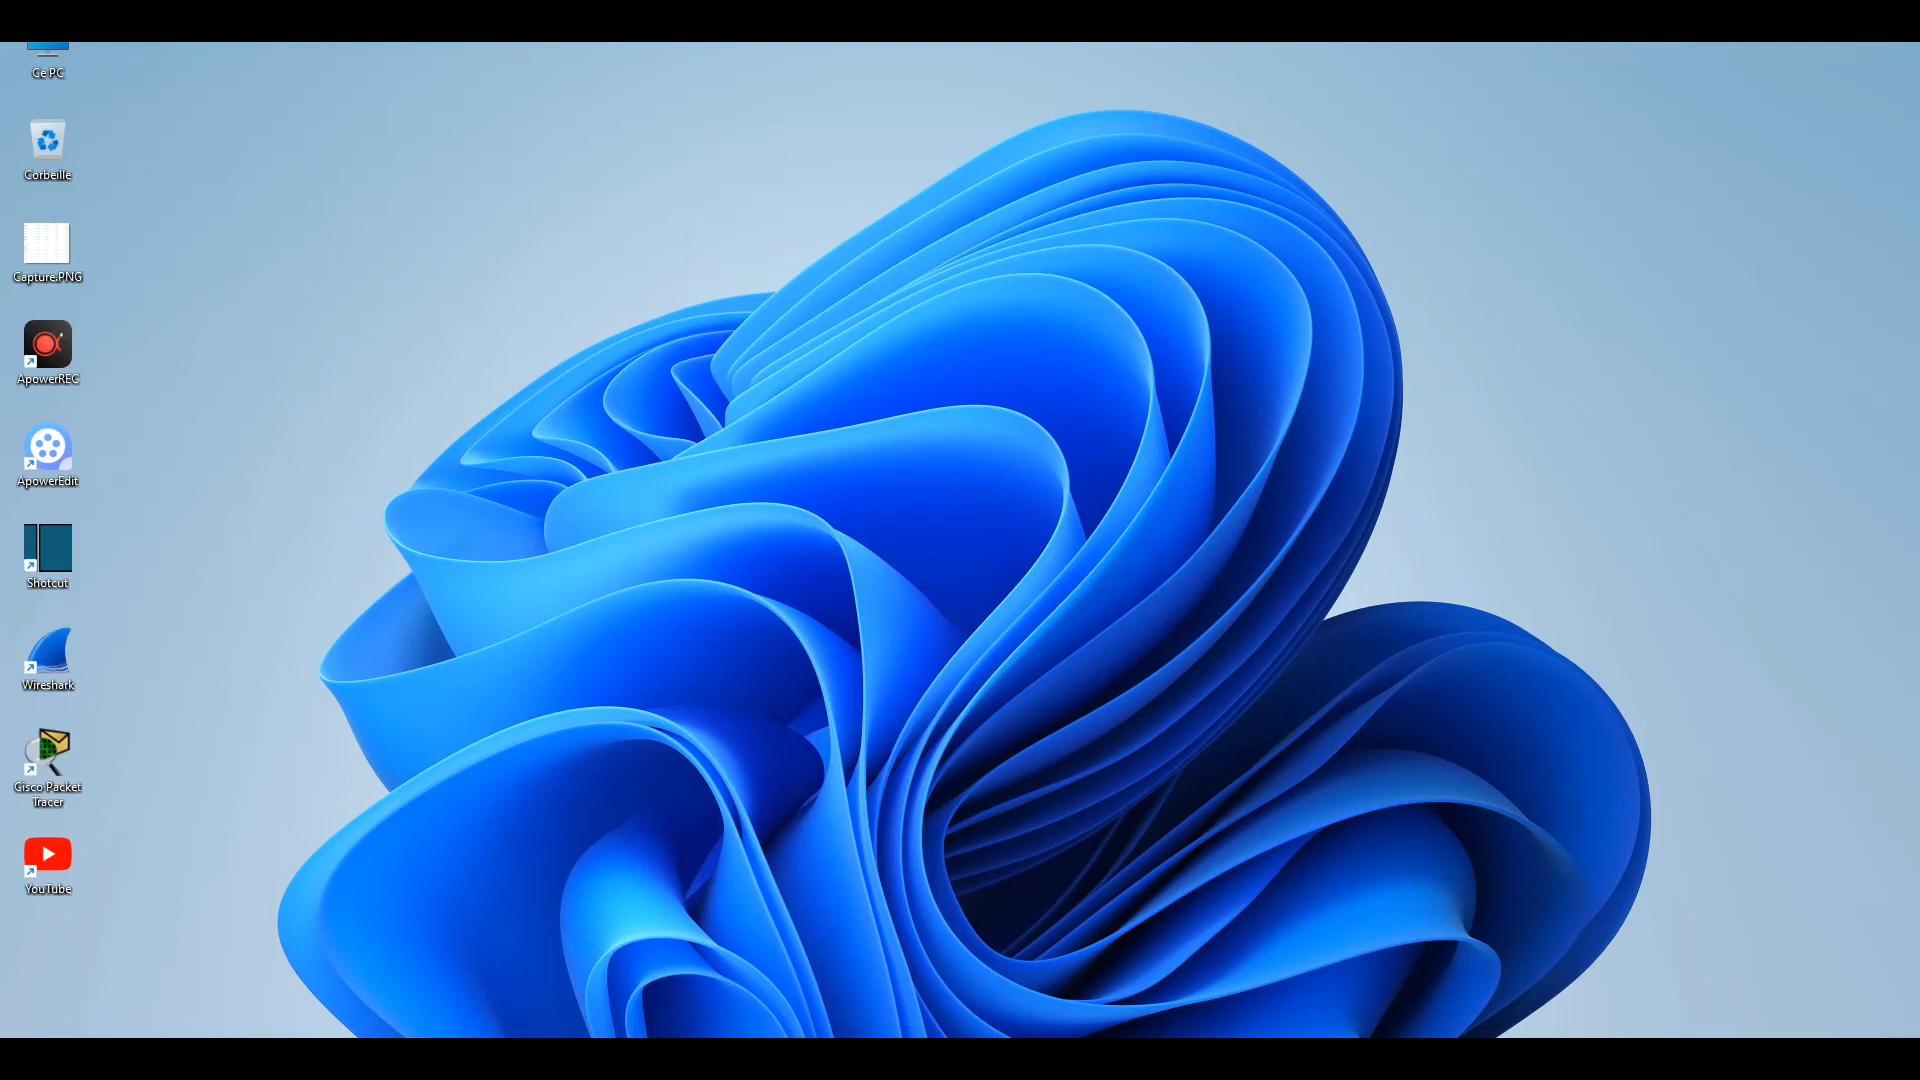 Ce PC
Corbeille
Capture.PNG
ApowerREC
ApowerEdit
Shotcut
Wireshark
Cisco Packet
Tracer
YouTube